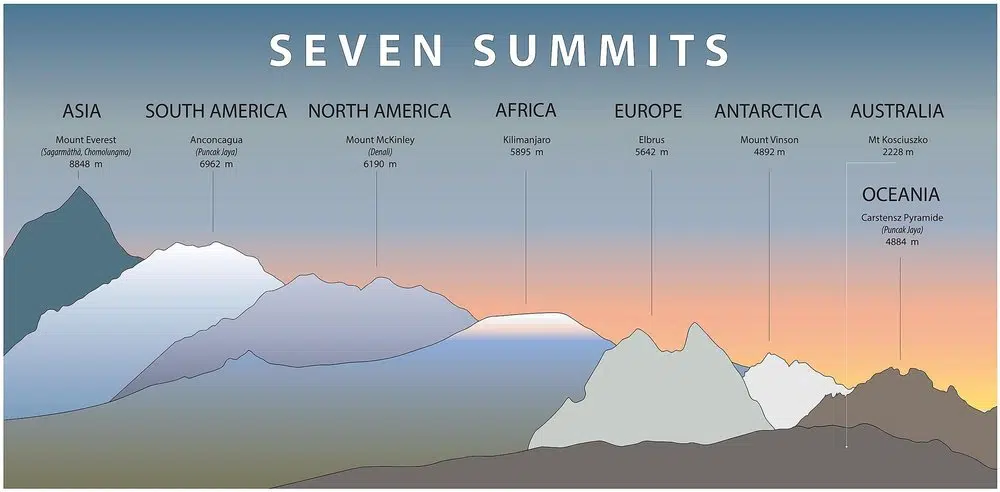 SEVEN SUMMITS
ASIA
Mount Everest
(Sagarmāthā, Chomolungma)
8848 m
SOUTH AMERICA
Anconcagua
(Puncak Jaya)
6962 m
NORTH AMERICA
Mount McKinley
(Denali)
6190 m
AFRICA
Kilimanjaro
5895 m
EUROPE
Elbrus
5642 m
ANTARCTICA
Mount Vinson
4892 m
AUSTRALIA
Mt Kosciuszko
2228 m
OCEANIA
Carstensz Pyramide
(Puncak Jaya)
4884 m